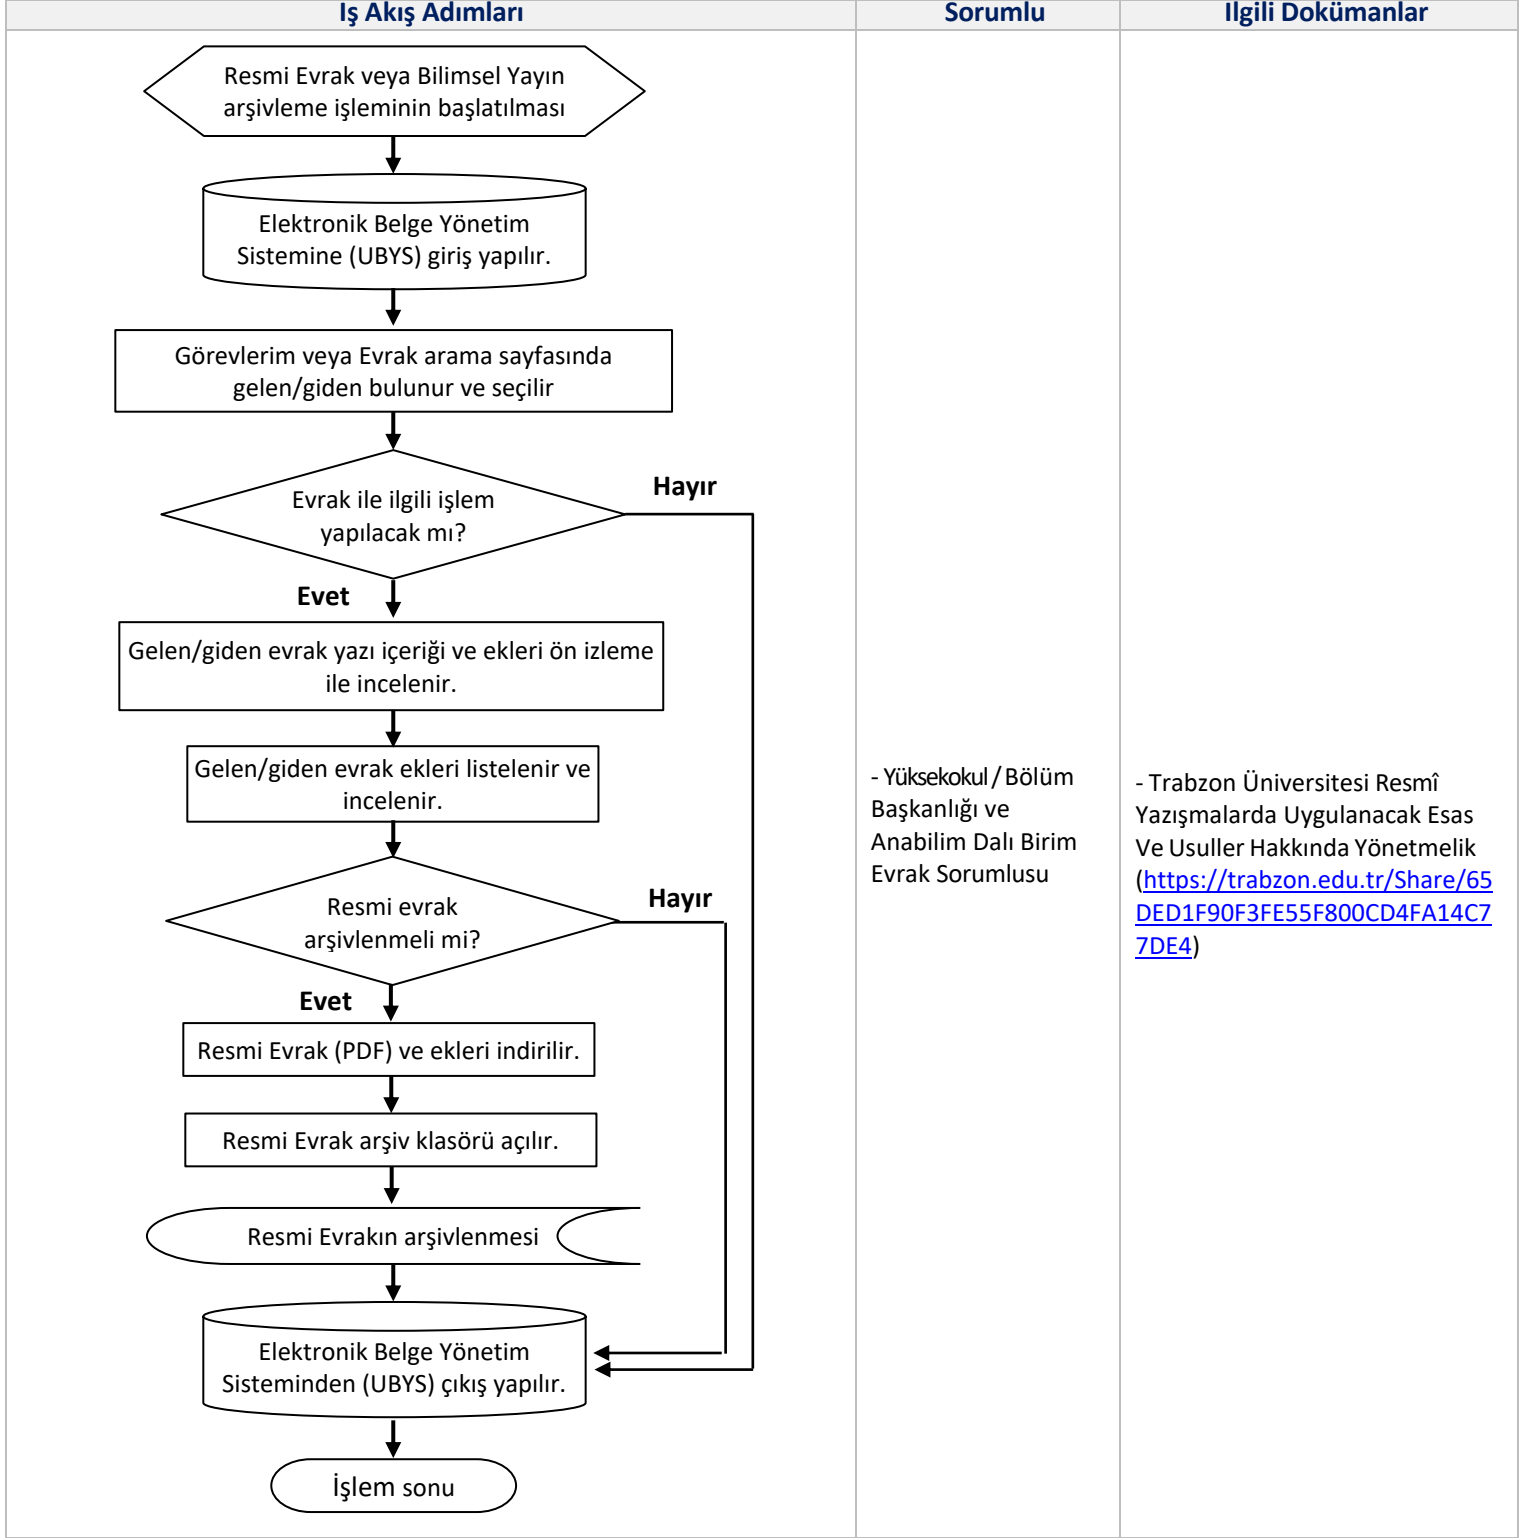 İş Akış Adımları
Sorumlu
İlgili Dokümanlar
Resmi Evrak veya Bilimsel Yayın
arşivleme işleminin başlatılması
Elektronik Belge Yönetim
Sistemine (UBYS) giriş yapılır.
Görevlerim veya Evrak arama sayfasında
gelen/giden bulunur ve seçilir
Evrak ile ilgili işlem
yapılacak mı?
Hayır
Evet
Gelen/giden evrak yazı içeriği ve ekleri ön izleme
ile incelenir.
Gelen/giden evrak ekleri listelenir ve
incelenir.
Resmi evrak
arşivlenmeli mi?
Hayır
Evet
Resmi Evrak (PDF) ve ekleri indirilir.
Resmi Evrak arşiv klasörü açılır.
Resmi Evrakın arşivlenmesi
Elektronik Belge Yönetim
Sisteminden (UBYS) çıkış yapılır.
İşlem sonu
- Yüksekokul / Bölüm
Başkanlığı ve
Anabilim Dalı Birim
Evrak Sorumlusu
- Trabzon Üniversitesi Resmî
Yazışmalarda Uygulanacak Esas
Ve Usuller Hakkında Yönetmelik
(https://trabzon.edu.tr/Share/65
DED1F90F3FE55F800CD4FA14C7
7DE4)